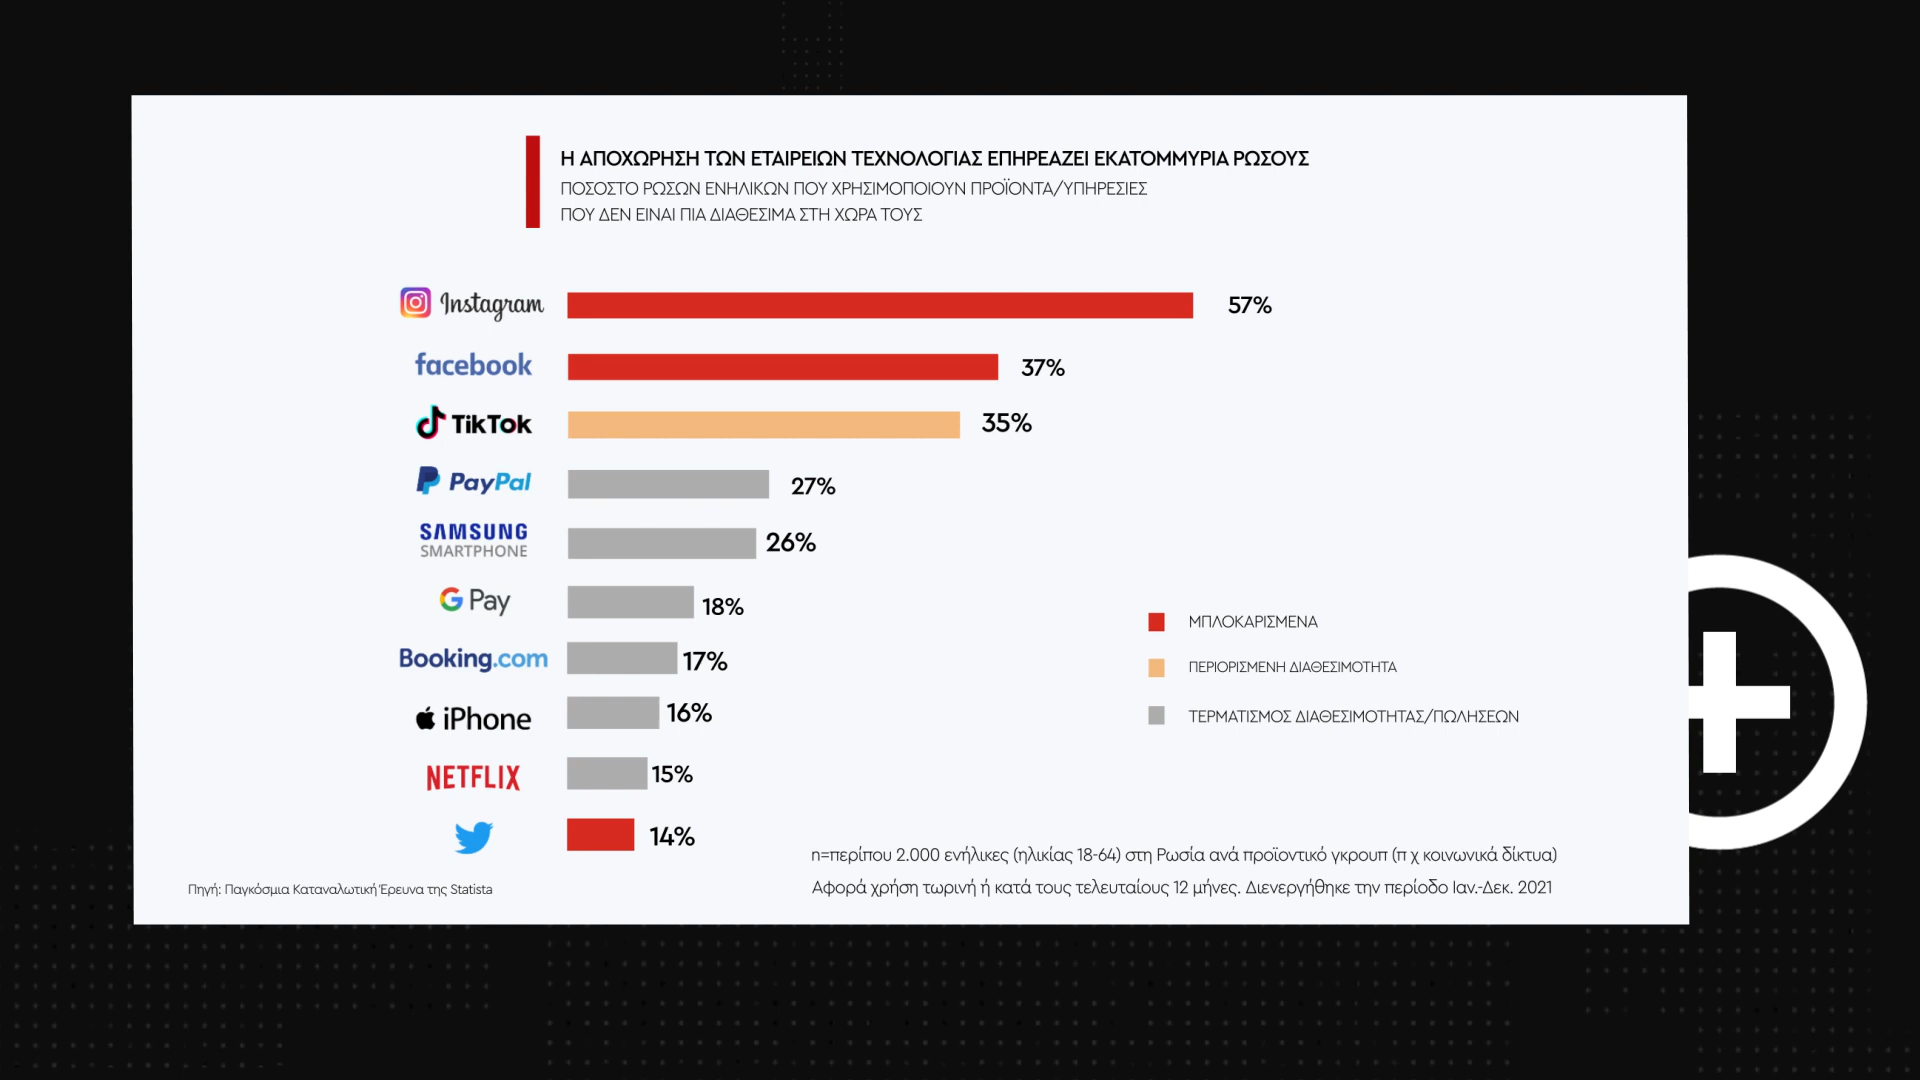 Η ΑΠΟΧΩΡΗΣΗ ΤΩΝ ΕΤΑΙΡΕΙΩΝ ΤΕΧΝΟΛΟΓΙΑΣ ΕΠΗΡΕΑΖΕΙ ΕΚΑΤΟΜΜΥΡΙΑ ΡΩΣΟΥΣ
ΠΟΣΟΣΤΟ ΡΩΣΩΝ ΕΝΗΛΙΚΩΝ ΠΟΥ ΧΡΗΣΙΜΟΠΟΙΟΥΝ ΠΡΟΪΟΝΤΑ/ΥΠΗΡΕΣΙΕΣ
ΠΟΥ ΔΕΝ ΕΙΝΑΙ ΠΙΑ ΔΙΑΘΕΣΙΜΑ ΣΤΗ ΧΩΡΑ ΤΟΥΣ
Instagram 57%
facebook 37%
TikTok 35%
PayPal 27%
SAMSUNG
SMARTPHONE 26%
G Pay 18%
Booking.com 17%
iPhone 16%
NETFLIX 15%
14%
ΜΠΛΟΚΑΡΙΣΜΕΝΑ
ΠΕΡΙΟΡΙΣΜΕΝΗ ΔΙΑΘΕΣΙΜΟΤΗΤΑ
ΤΕΡΜΑΤΙΣΜΟΣ ΔΙΑΘΕΣΙΜΟΤΗΤΑΣ/ΠΩΛΗΣΕΩΝ
n=περίπου 2.000 ενήλικες (ηλικίας 18-64) στη Ρωσία ανά προϊοντικό γκρουπ (π χ κοινωνικά δίκτυα)
Αφορά χρήση τωρινή ή κατά τους τελευταίους 12 μήνες. Διενεργήθηκε την περίοδο Ιαν.-Δεκ. 2021
Πηγή: Παγκόσμια Καταναλωτική Έρευνα της Statista